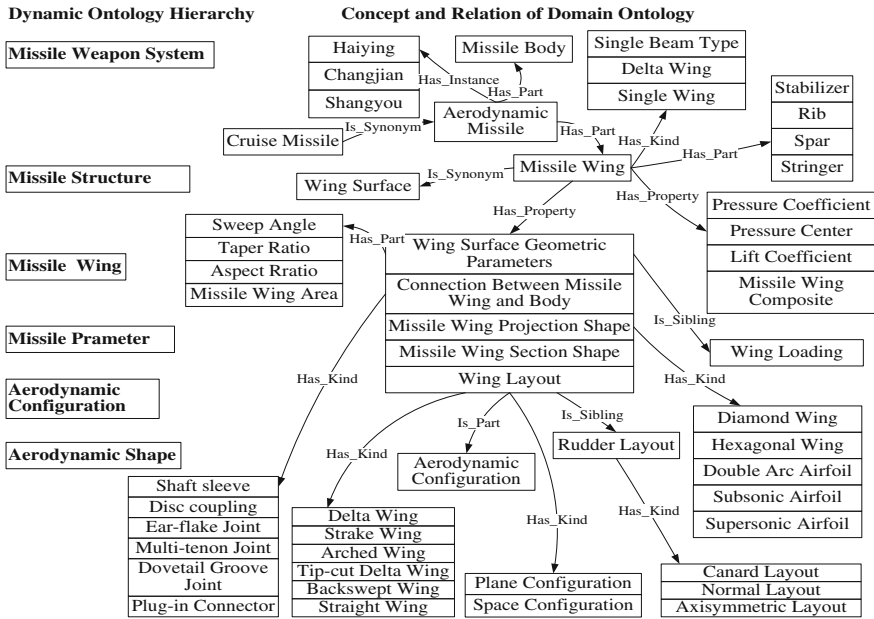 Dynamic Ontology Hierarchy
Concept and Relation of Domain Ontology
Missile Weapon System
Missile Structure
Missile Wing
Missile Prameter
Aerodynamic
Configuration
Aerodynamic Shape
Haiying
Changjian
Shangyou
Missile Body
Single Beam Type
Delta Wing
Single Wing
Stabilizer
Rib
Spar
Stringer
Has_Instance
Has_Part
Cruise Missile
Is_Synonym
Aerodynamic
Missile
Has_Part
Has_Kind
Has_Part
Missile Wing
Wing Surface
Is_Synonym
Has_Property
Has_Property
Pressure Coefficient
Pressure Center
Lift Coefficient
Missile Wing
Composite
Sweep Angle
Taper Ratio
Aspect Rratio
Missile Wing Area
Has_Part
Wing Surface Geometric
Parameters
Connection Between Missile
Wing and Body
Missile Wing Projection Shape
Missile Wing Section Shape
Wing Layout
Is_Sibling
Wing Loading
Has_Kind
Has_Kind
Is_Part
Is_Sibling
Has_Kind
Aerodynamic
Configuration
Rudder Layout
Diamond Wing
Hexagonal Wing
Double Arc Airfoil
Subsonic Airfoil
Supersonic Airfoil
Has_Kind
Has_Kind
Shaft sleeve
Disc coupling
Ear-flake Joint
Multi-tenon Joint
Dovetail Groove
Joint
Plug-in Connector
Delta Wing
Strake Wing
Arched Wing
Tip-cut Delta Wing
Backswept Wing
Straight Wing
Plane Configuration
Space Configuration
Canard Layout
Normal Layout
Axisymmetric Layout